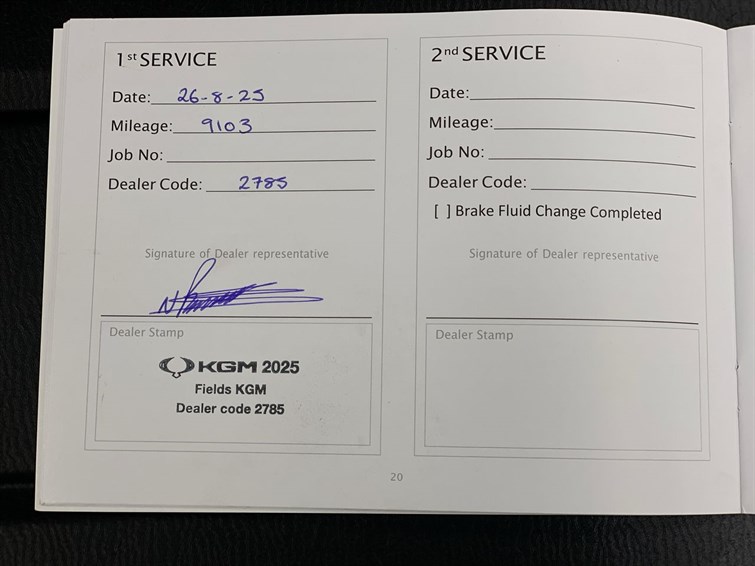 1st SERVICE
Date: 26-8-25
Mileage: 9103
Job No:
Dealer Code: 2785
Signature of Dealer representative
Dealer Stamp
KGM 2025
Fields KGM
Dealer code 2785
2nd SERVICE
Date:
Mileage:
Job No:
Dealer Code:
[ ] Brake Fluid Change Completed
Signature of Dealer representative
Dealer Stamp
20